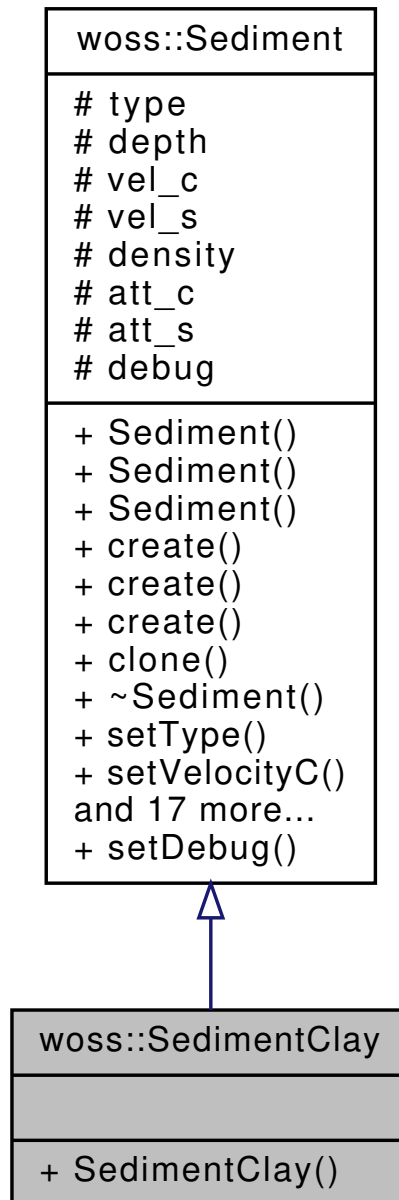 woss::Sediment
# type
# depth
# vel_c
# vel_s
# density
# att_c
# att_s
# debug
+ Sediment()
+ Sediment()
+ Sediment()
+ create()
+ create()
+ create()
+ clone()
+ ~Sediment()
+ setType()
+ setVelocityC()
and 17 more...
+ setDebug()
woss::SedimentClay
+ SedimentClay()